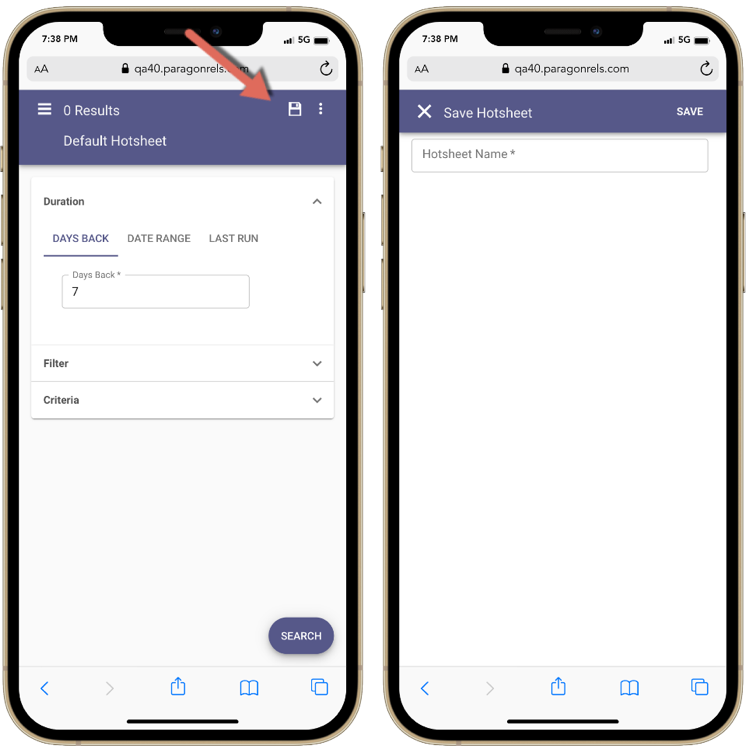 7:38 PM
5G
AA
qa40.paragonrels.com
0 Results
Default Hotsheet
Duration
DAYS BACK
DATE RANGE
LAST RUN
Days Back *
7
Filter
Criteria
SEARCH
7:38 PM
5G
AA
qa40.paragonrels.com
Save Hotsheet
SAVE
Hotsheet Name *